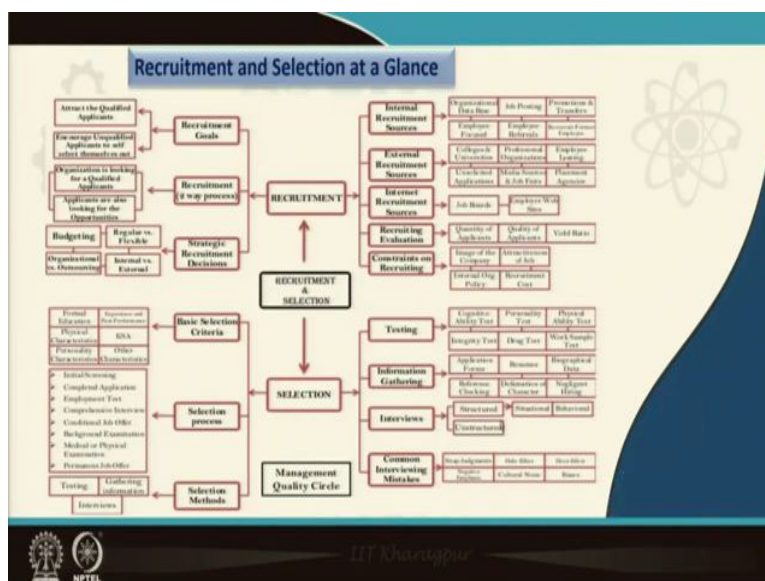 Recruitment and Selection at a Glance
Attract the Qualified
Applicants
Encourage Unqualified
Applicants to self
select themselves out
Recruitment
Goals
Organization is looking
for a Qualified
Applicants
Applicants are also
looking for the
Opportunities
Recruitment
Budgeting
Regular vs.
Flexible
Organizational
vs. Outsourcing
Internal vs.
External
Strategic
Recruitment
Decisions
RECRUITMENT
Internal
Recruitment
Sources
Organizational
Data Base
Job Posting
Promotions &
Transfers
Employee
Focused
Employee
Referrals
External
Recruitment
Sources
Colleges &
Universities
Professional
Organizations
Employee
Leasing
Unsolicited
Applications
Media Sources
& Job Fairs
Placement
Agencies
Internet
Recruitment
Sources
Job Boards
Employer Web
Sites
Recruiting
Evaluation
Quantity of
Applicants
Quality of
Applicants
Yield Ratio
Constraints on
Recruiting
Image of the
Company
Attractiveness
of Job
Internal Org.
Policy
Recruitment
Cost
RECRUITMENT
&
SELECTION
Formal
Education
Experience and
Past Performance
Physical
Characteristics
KSA
Personality
Characteristics
Other
Characteristics
Basic Selection
Criteria
Initial Screening
Completed Application
Employment Test
Comprehensive Interview
Conditional Job Offer
Background Examination
Medical or Physical
Examination
Permanent Job Offer
Selection
process
Testing
Gathering
information
Interviews
Selection
Methods
SELECTION
Testing
Cognitive
Ability Test
Personality
Test
Physical
Ability Test
Integrity Test
Drug Test
Work Sample
Test
Information
Gathering
Application
Forms
Resumes
Biographical
Data
Reference
Checking
Defamation of
Character
Negligent
Hiring
Interviews
Structured
Situational
Behavioral
Unstructured
Common
Interviewing
Mistakes
Snap Judgments
Halo Effect
Negative
Emphasis
Cultural Noise
Biases
Management
Quality Circle
IIT Kharagpur
NPTEL